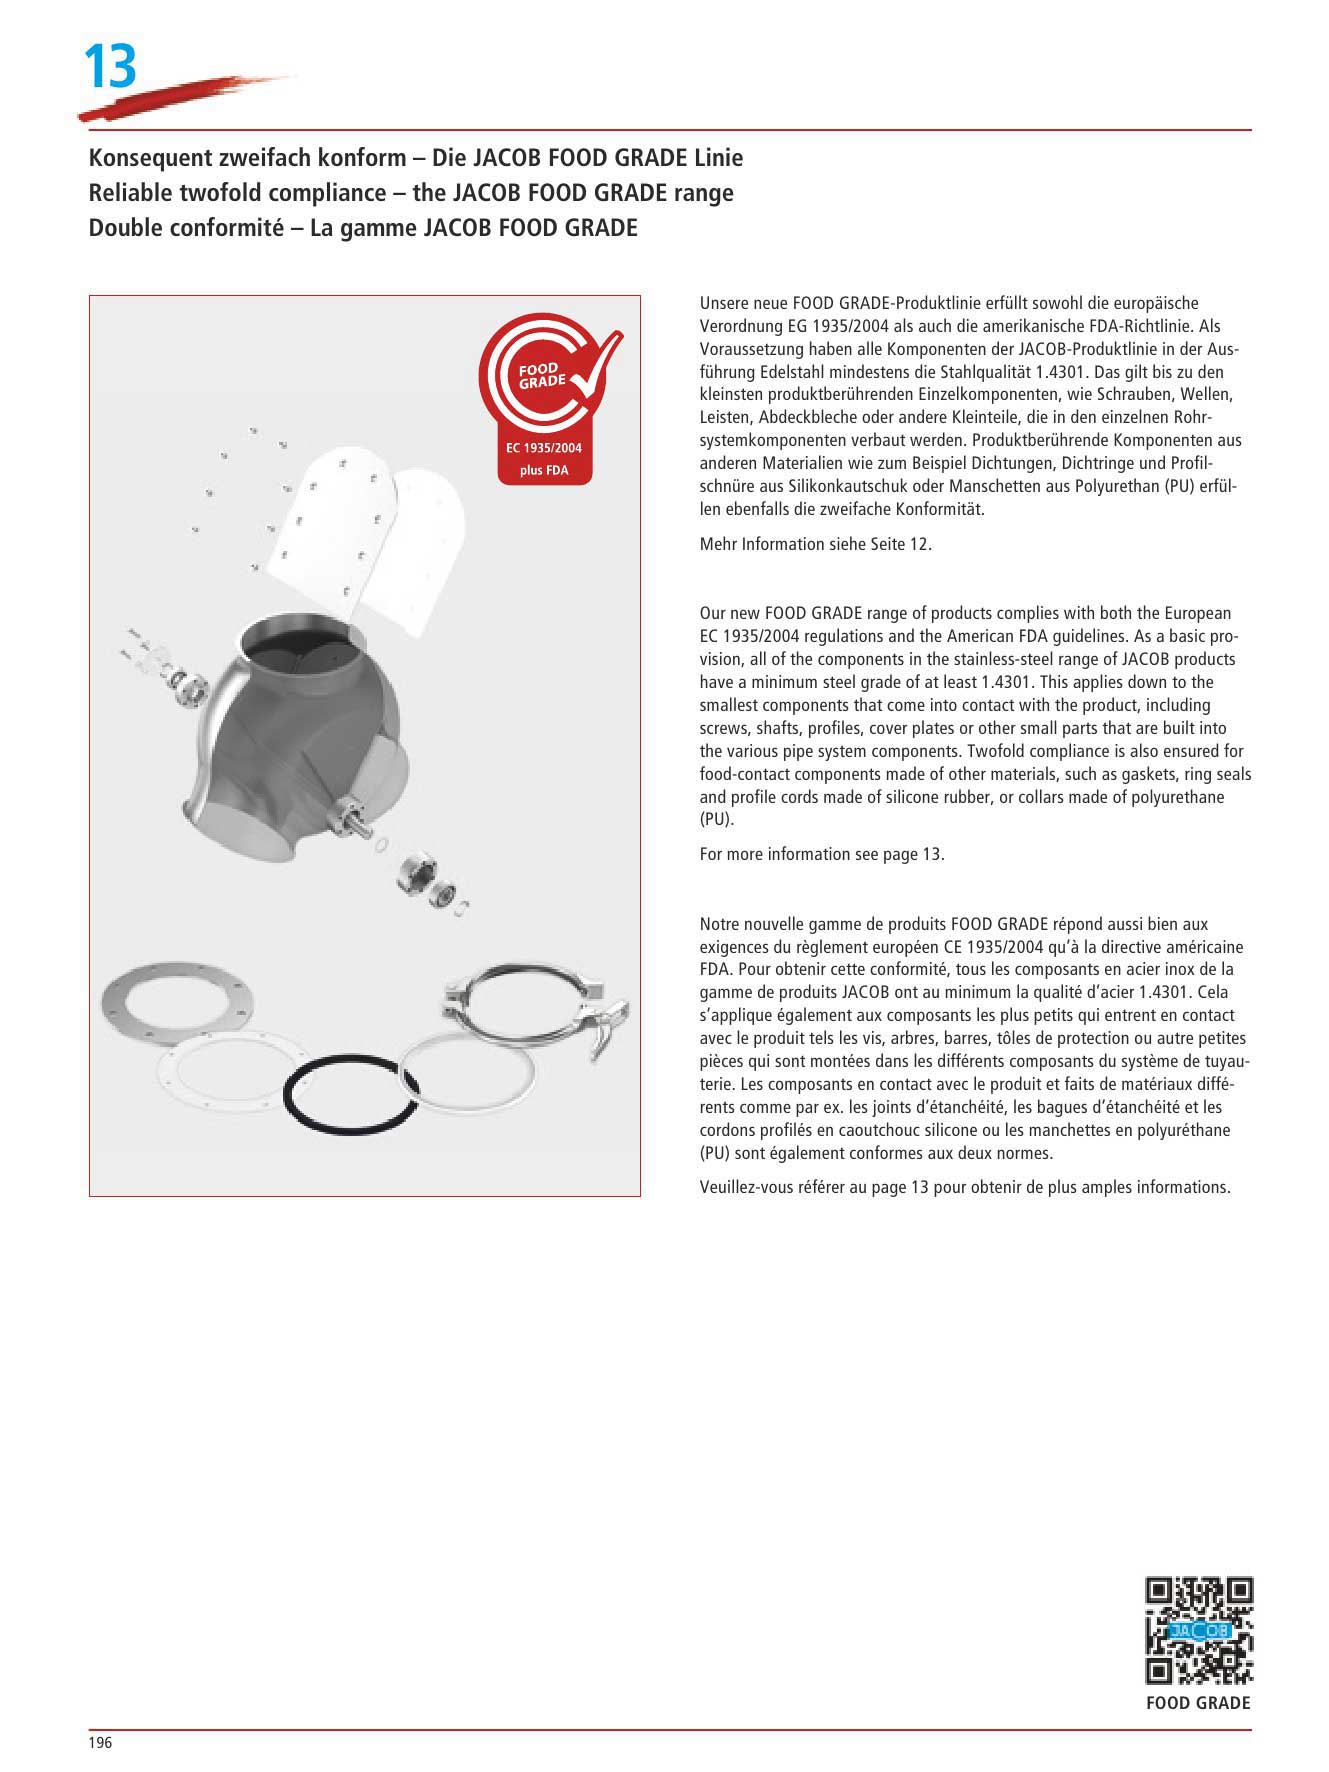 13
Konsequent zweifach konform – Die JACOB FOOD GRADE Linie
Reliable twofold compliance – the JACOB FOOD GRADE range
Double conformité – La gamme JACOB FOOD GRADE
FOOD
GRADE
EC 1935/2004
plus FDA
Unsere neue FOOD GRADE-Produktlinie erfüllt sowohl die europäische
Verordnung EG 1935/2004 als auch die amerikanische FDA-Richtlinie. Als
Voraussetzung haben alle Komponenten der JACOB-Produktlinie in der Aus-
führung Edelstahl mindestens die Stahlqualität 1.4301. Das gilt bis zu den
kleinsten produktberührenden Einzelkomponenten, wie Schrauben, Wellen,
Leisten, Abdeckbleche oder andere Kleinteile, die in den einzelnen Rohr-
systemkomponenten verbaut werden. Produktberührende Komponenten aus
anderen Materialien wie zum Beispiel Dichtungen, Dichtringe und Profil-
schnüre aus Silikonkautschuk oder Manschetten aus Polyurethan (PU) erfül-
len ebenfalls die zweifache Konformität.
Mehr Information siehe Seite 12.
Our new FOOD GRADE range of products complies with both the European
EC 1935/2004 regulations and the American FDA guidelines. As a basic pro-
vision, all of the components in the stainless-steel range of JACOB products
have a minimum steel grade of at least 1.4301. This applies down to the
smallest components that come into contact with the product, including
screws, shafts, profiles, cover plates or other small parts that are built into
the various pipe system components. Twofold compliance is also ensured for
food-contact components made of other materials, such as gaskets, ring seals
and profile cords made of silicone rubber, or collars made of polyurethane
(PU).
For more information see page 13.
Notre nouvelle gamme de produits FOOD GRADE répond aussi bien aux
exigences du règlement européen CE 1935/2004 qu’à la directive américaine
FDA. Pour obtenir cette conformité, tous les composants en acier inox de la
gamme de produits JACOB ont au minimum la qualité d’acier 1.4301. Cela
s’applique également aux composants les plus petits qui entrent en contact
avec le produit tels les vis, arbres, barres, tôles de protection ou autre petites
pièces qui sont montées dans les différents composants du système de tuyau-
terie. Les composants en contact avec le produit et faits de matériaux diffé-
rents comme par ex. les joints d’étanchéité, les bagues d’étanchéité et les
cordons profilés en caoutchouc silicone ou les manchettes en polyuréthane
(PU) sont également conformes aux deux normes.
Veuillez-vous référer au page 13 pour obtenir de plus amples informations.
JACOB
FOOD GRADE
196